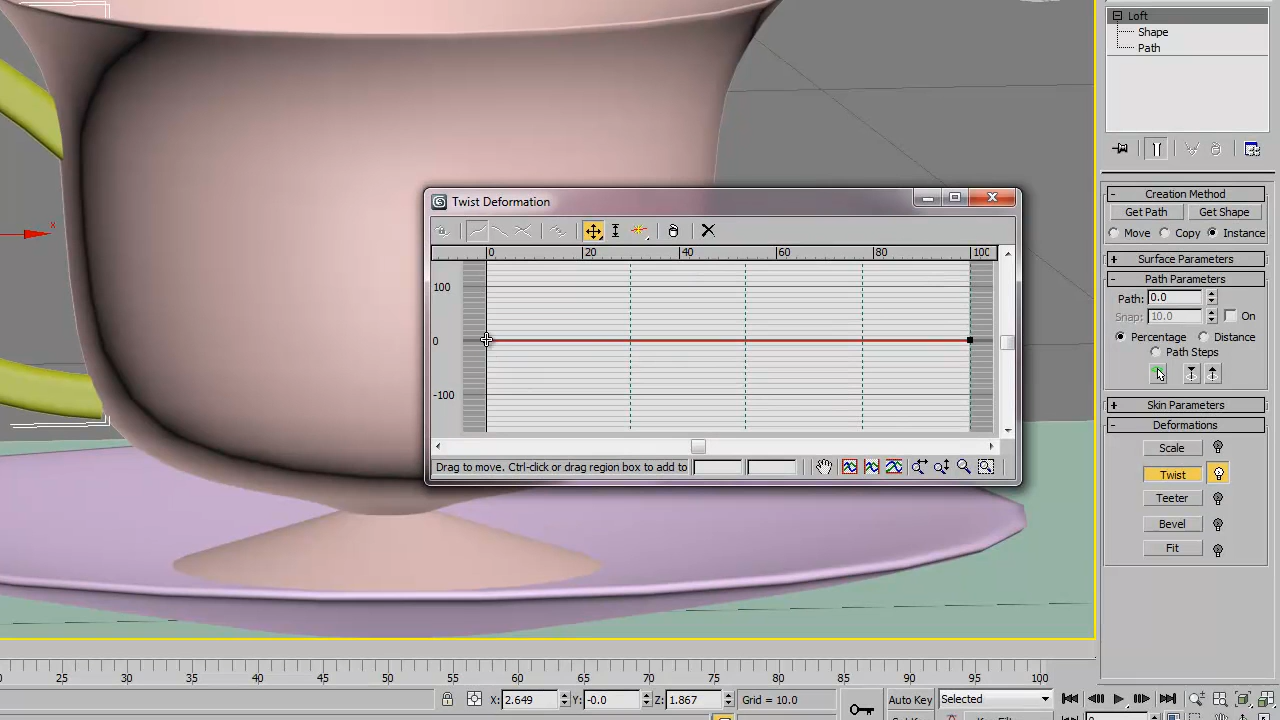 Loft
Shape
Path
Twist Deformation
Creation Method
Get Path
Get Shape
Move
Copy
Instance
0
20
40
60
80
100
Surface Parameters
100
Path Parameters
Path: 0.0
Snap: 10.0
On
0
Percentage
Distance
Path Steps
-100
Skin Parameters
Deformations
Scale
Drag to move. Ctrl-click or drag region box to add to
Twist
Teeter
Bevel
Fit
x
25
30
35
40
45
50
55
60
65
70
75
80
85
90
95
100
X: 2.649
Y: -0.0
Z: 1.867
Grid = 10.0
Auto Key
Selected